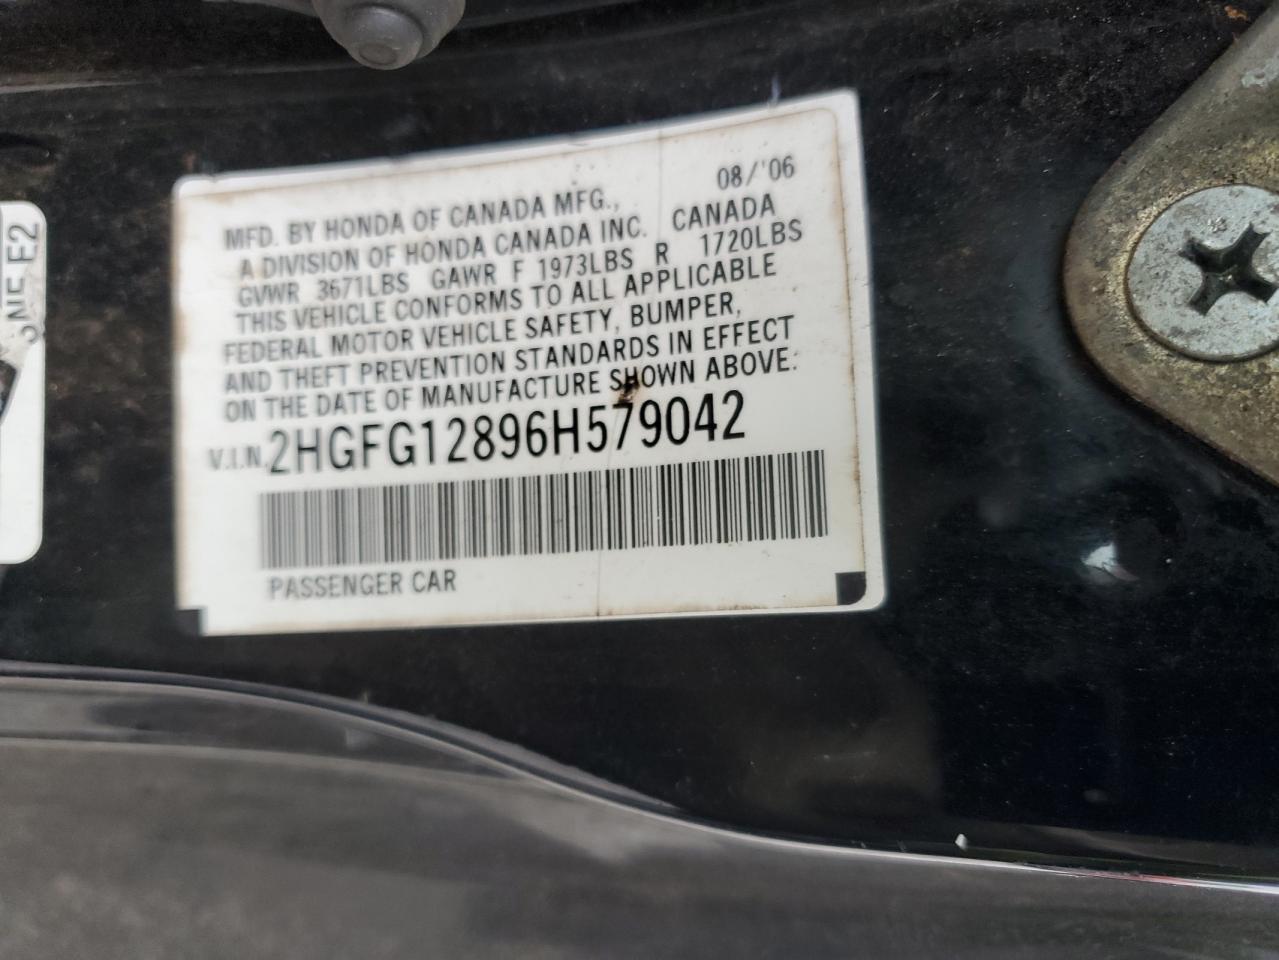 08/'06
MFD. BY HONDA OF CANADA MFG.,
A DIVISION OF HONDA CANADA INC. CANADA
GVWR 3671LBS GAWR F 1973LBS R 1720LBS
THIS VEHICLE CONFORMS TO ALL APPLICABLE
FEDERAL MOTOR VEHICLE SAFETY, BUMPER,
AND THEFT PREVENTION STANDARDS IN EFFECT
ON THE DATE OF MANUFACTURE SHOWN ABOVE.
V.I.N. 2HGFG12896H579042
PASSENGER CAR
E2